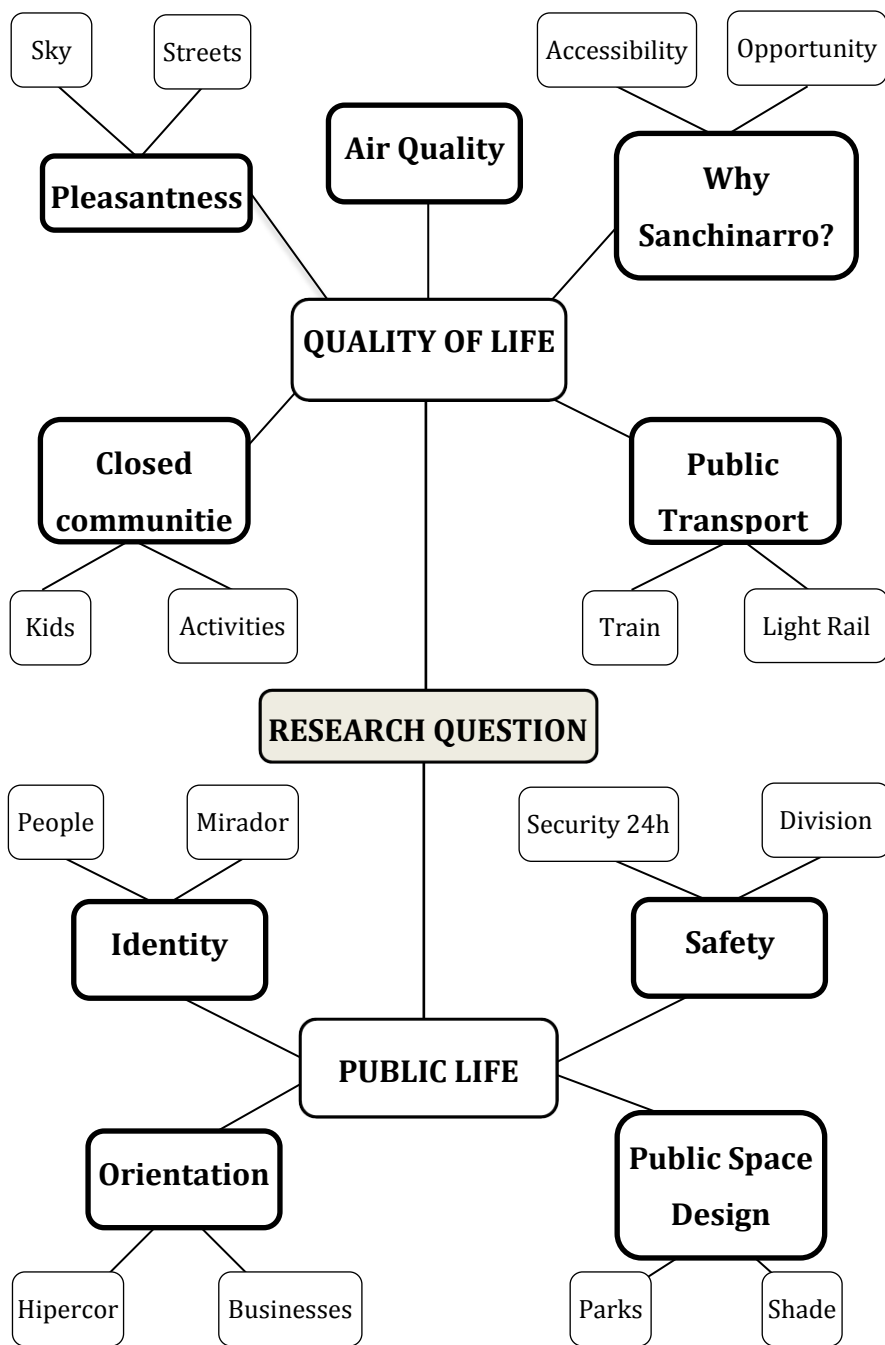 Sky
Streets
Accessibility
Opportunity
Pleasantness
Air Quality
Why
Sanchinarro?
QUALITY OF LIFE
Closed
communitie
Public
Transport
Kids
Activities
Train
Light Rail
RESEARCH QUESTION
People
Mirador
Security 24h
Division
Identity
Safety
PUBLIC LIFE
Orientation
Public Space
Design
Hipercor
Businesses
Parks
Shade